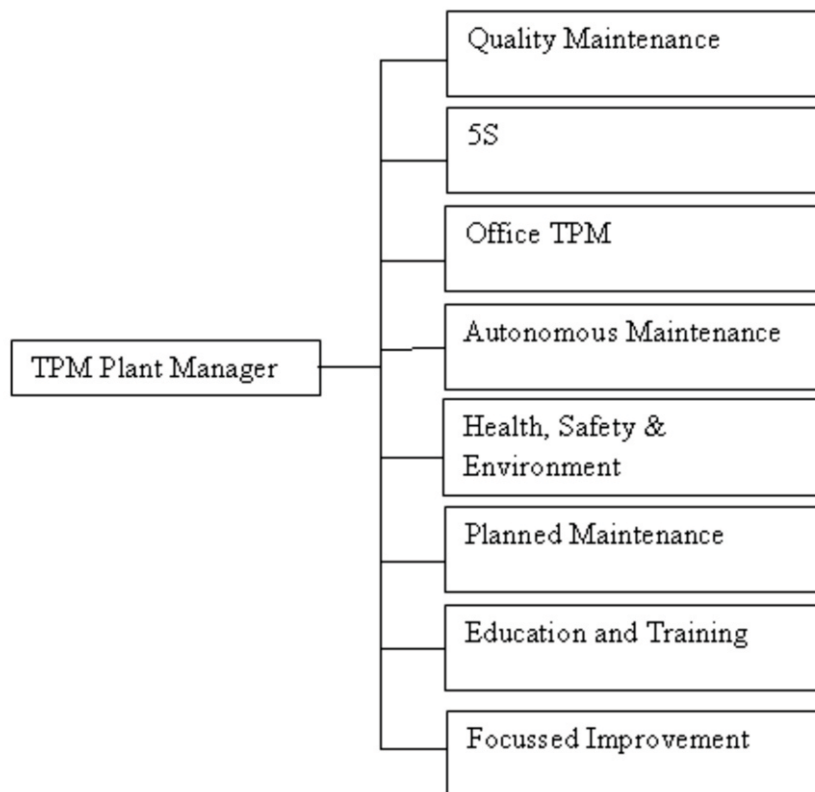 Quality Maintenance
5S
Office TPM
Autonomous Maintenance
TPM Plant Manager
Health, Safety &
Environment
Planned Maintenance
Education and Training
Focussed Improvement